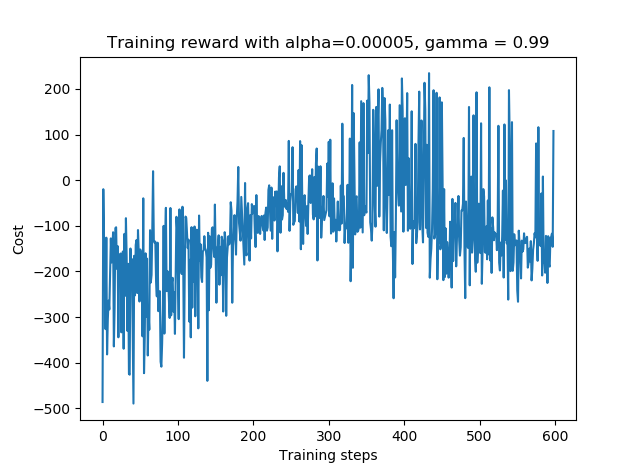 Training reward with alpha=0.00005, gamma = 0.99
200
100
0
−100
−200
−300
−400
−500
Cost
0 100 200 300 400 500 600
Training steps